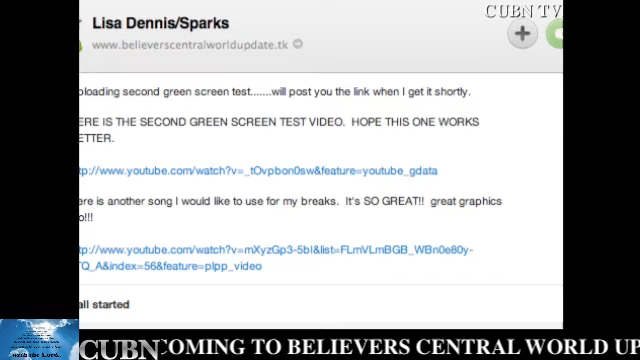 CUBN TV
Lisa Dennis/Sparks
www.believerscentralworldupdate.tk
ploading second green screen test.......will post you the link when I get it shortly.
ERE IS THE SECOND GREEN SCREEN TEST VIDEO. HOPE THIS ONE WORKS
ETTER.
tp://www.youtube.com/watch?v=_tOvpbon0sw&feature=youtube_gdata
ere is another song I would like to use for my breaks. It's SO GREAT!! great graphics
o!!!
tp://www.youtube.com/watch?v=mXyzGp3-5bI&list=FLmVLmBGB_WBn0e80y-
TQ_A&index=56&feature=plpp_video
all started
with the Lord..
CUBN COMING TO BELIEVERS CENTRAL WORLD UP